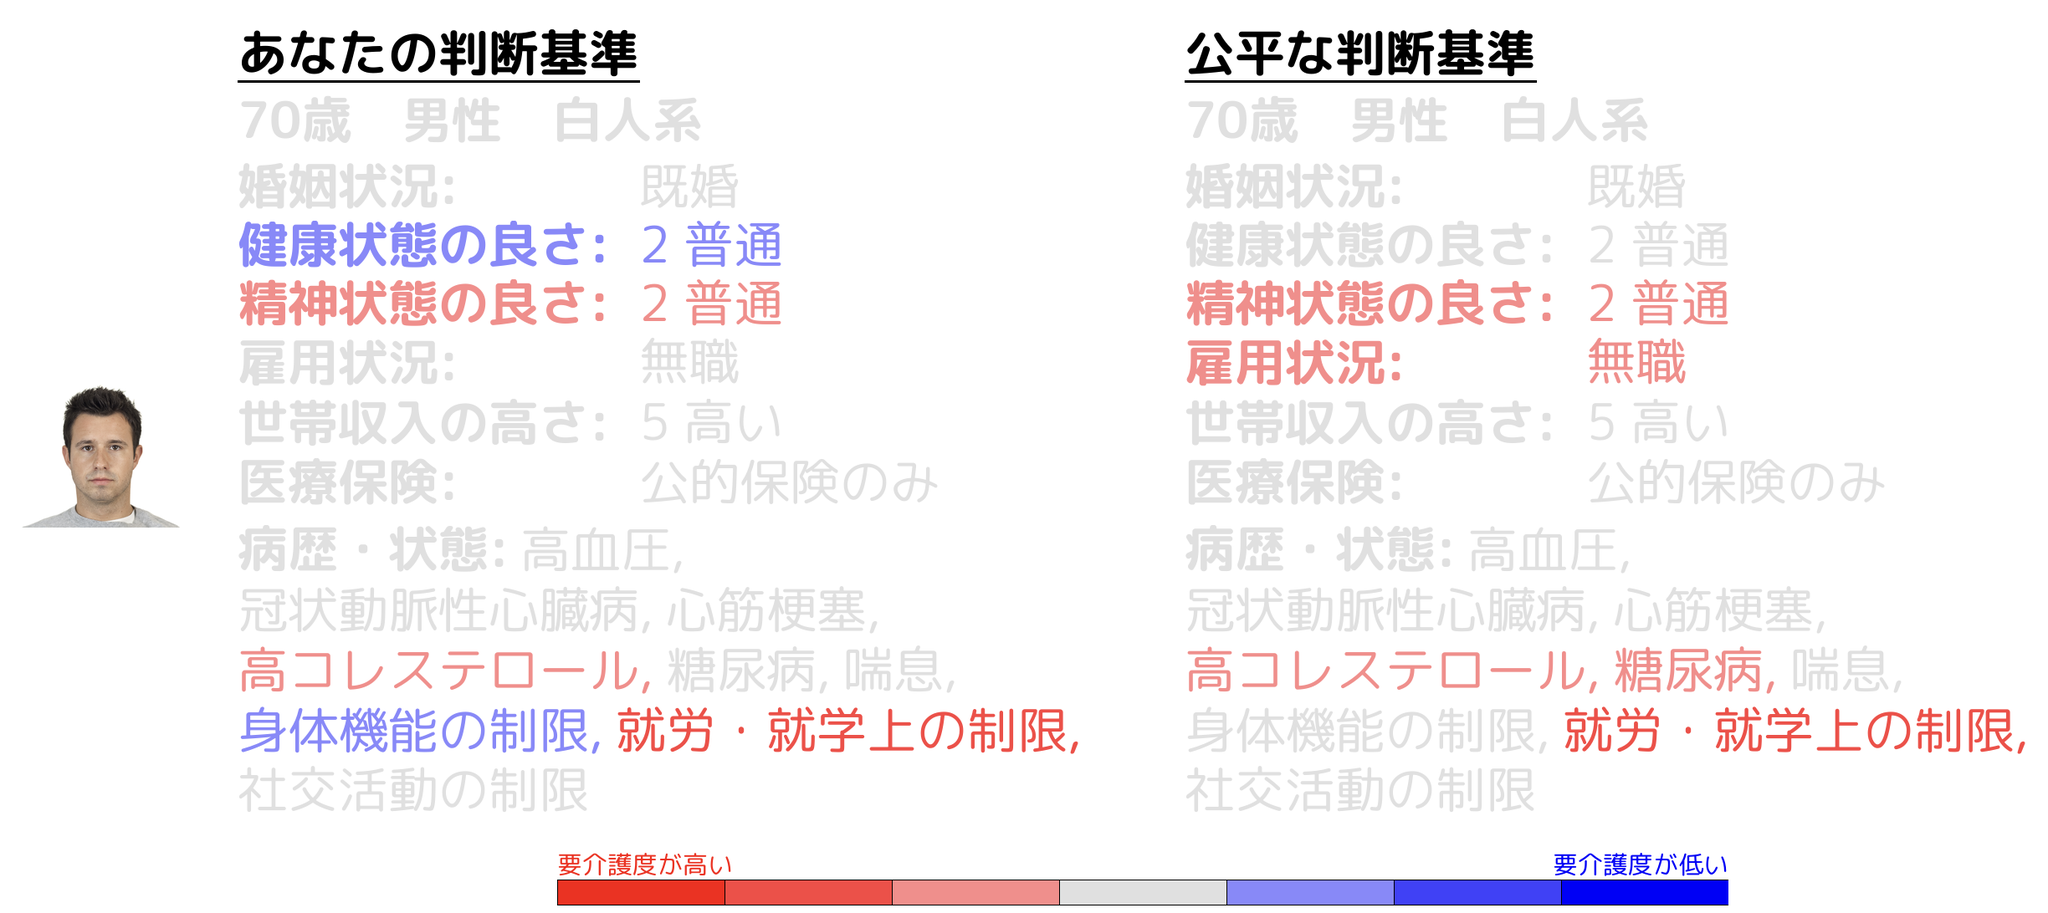 あなたの判断基準
70歳 男性 白人系
婚姻状況: 既婚
健康状態の良さ: 2 普通
精神状態の良さ: 2 普通
雇用状況: 無職
世帯収入の高さ: 5 高い
医療保険: 公的保険のみ
病歴・状態: 高血圧,
冠状動脈性心臓病, 心筋梗塞,
高コレステロール, 糖尿病, 喘息,
身体機能の制限, 就労・就学上の制限,
社交活動の制限
公平な判断基準
70歳 男性 白人系
婚姻状況: 既婚
健康状態の良さ: 2 普通
精神状態の良さ: 2 普通
雇用状況: 無職
世帯収入の高さ: 5 高い
医療保険: 公的保険のみ
病歴・状態: 高血圧,
冠状動脈性心臓病, 心筋梗塞,
高コレステロール, 糖尿病, 喘息,
身体機能の制限, 就労・就学上の制限,
社交活動の制限
要介護度が高い
要介護度が低い